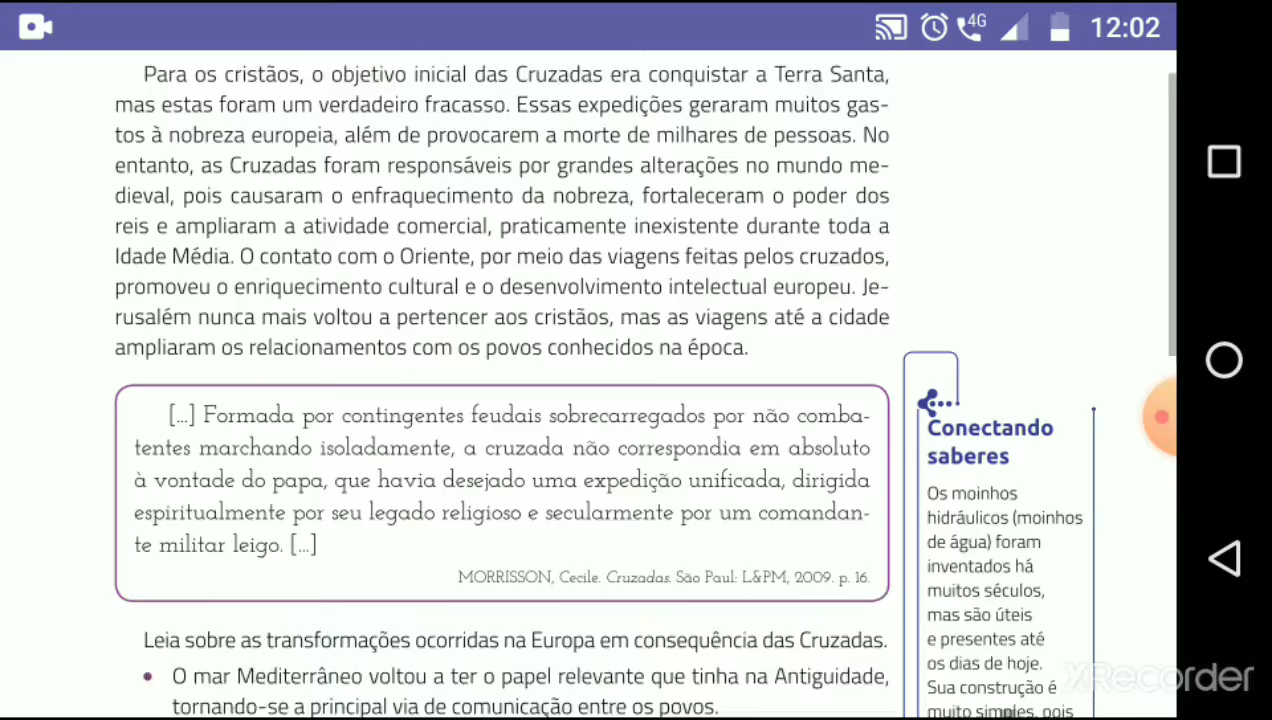 4G
12:02
Para os cristãos, o objetivo inicial das Cruzadas era conquistar a Terra Santa,
mas estas foram um verdadeiro fracasso. Essas expedições geraram muitos gas-
tos à nobreza europeia, além de provocarem a morte de milhares de pessoas. No
entanto, as Cruzadas foram responsáveis por grandes alterações no mundo me-
dieval, pois causaram o enfraquecimento da nobreza, fortaleceram o poder dos
reis e ampliaram a atividade comercial, praticamente inexistente durante toda a
Idade Média. O contato com o Oriente, por meio das viagens feitas pelos cruzados,
promoveu o enriquecimento cultural e o desenvolvimento intelectual europeu. Je-
rusalém nunca mais voltou a pertencer aos cristãos, mas as viagens até a cidade
ampliaram os relacionamentos com os povos conhecidos na época.
[...] Formada por contingentes feudais sobrecarregados por não comba-
tentes marchando isoladamente, a cruzada não correspondia em absoluto
à vontade do papa, que havia desejado uma expedição unificada, dirigida
espiritualmente por seu legado religioso e secularmente por um comandan-
te militar leigo. [...]
MORRISSON, Cecile. Cruzadas. São Paul: L&PM, 2009. p. 16.
Leia sobre as transformações ocorridas na Europa em consequência das Cruzadas.
• O mar Mediterrâneo voltou a ter o papel relevante que tinha na Antiguidade,
tornando-se a principal via de comunicação entre os povos.
Conectando
saberes
Os moinhos
hidráulicos (moinhos
de água) foram
inventados há
muitos séculos,
mas são úteis
e presentes até
os dias de hoje.
Sua construção é
muito simples, pois
XRecorder